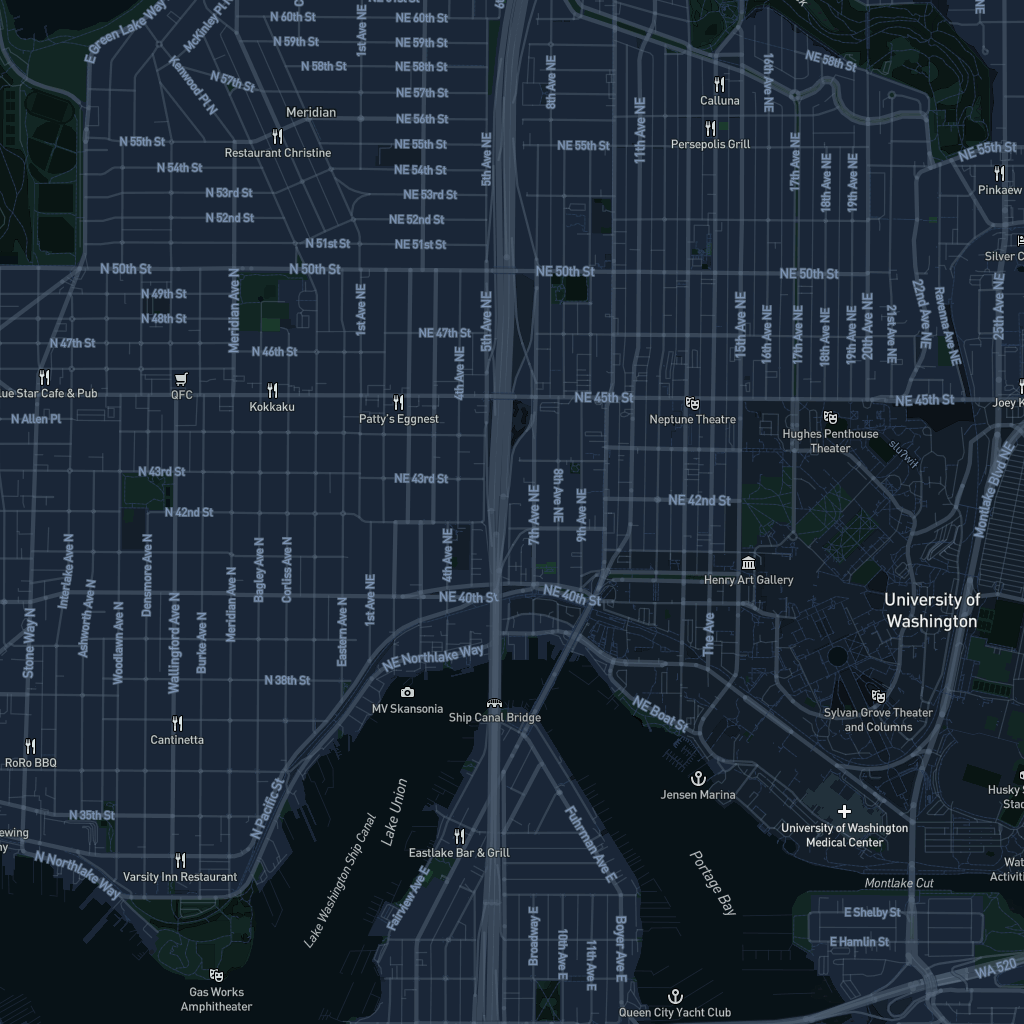 E Green Lake Way N
McKinley Pl N
N 60th St
1st Ave NE
NE 60th St
N 59th St
NE 59th St
N 58th St
NE 58th St
8th Ave NE
16th Ave NE
NE 58th St
Kenwood Pl N
N 57th St
NE 57th St
Calluna
Meridian
NE 56th St
11th Ave NE
Persepolis Grill
N 55th St
Restaurant Christine
NE 55th St
5th Ave NE
NE 55th St
17th Ave NE
18th Ave NE
19th Ave NE
NE 55th St
N 54th St
NE 54th St
Pinkaew
N 53rd St
NE 53rd St
N 52nd St
NE 52nd St
N 51st St
NE 51st St
N 50th St
N 50th St
NE 50th St
NE 50th St
N 49th St
N 48th St
Meridian Ave N
1st Ave NE
5th Ave NE
15th Ave NE
16th Ave NE
17th Ave NE
18th Ave NE
19th Ave NE
20th Ave NE
21st Ave NE
22nd Ave NE
Ravenna Ave NE
25th Ave NE
N 47th St
NE 47th St
N 46th St
4th Ave NE
QFC
Kokkaku
Patty's Eggnest
NE 45th St
Neptune Theatre
NE 45th St
N Allen Pl
Hughes Penthouse
Theater
sluʔwiɫ
N 43rd St
NE 43rd St
N 42nd St
NE 42nd St
7th Ave NE
8th Ave NE
9th Ave NE
Montlake Blvd NE
4th Ave NE
Henry Art Gallery
Stone Way N
Interlake Ave N
Ashworth Ave N
Woodlawn Ave N
Densmore Ave N
Wallingford Ave N
Burke Ave N
Meridian Ave N
Bagley Ave N
Corliss Ave N
Eastern Ave N
1st Ave NE
NE 40th St
NE 40th St
The Ave
University of
Washington
NE Northlake Way
N 38th St
MV Skansonia
Ship Canal Bridge
NE Boat St
Sylvan Grove Theater
and Columns
Cantinetta
RoRo BBQ
N Pacific St
Jensen Marina
N 35th St
Lake Union
Lake Washington Ship Canal
Eastlake Bar & Grill
Fuhrman Ave E
University of Washington
Medical Center
N Northlake Way
Varsity Inn Restaurant
Fairview Ave E
Portage Bay
Montlake Cut
Broadway E
10th Ave E
11th Ave E
Boyer Ave E
E Shelby St
E Hamlin St
WA 520
Gas Works
Amphitheater
Queen City Yacht Club